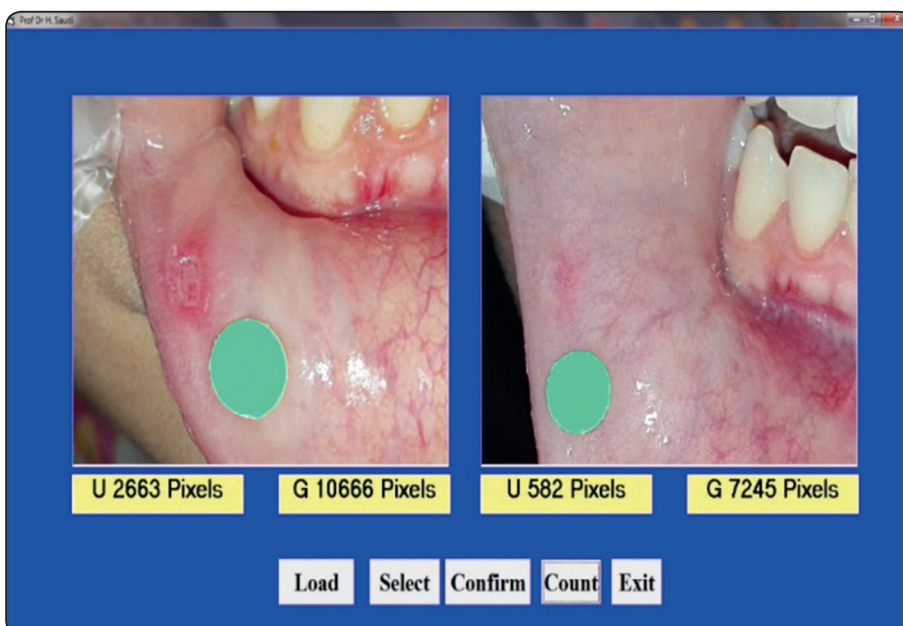 Prof Dr H. Saudi
U 2663 Pixels
G 10666 Pixels
U 582 Pixels
G 7245 Pixels
Load
Select
Confirm
Count
Exit